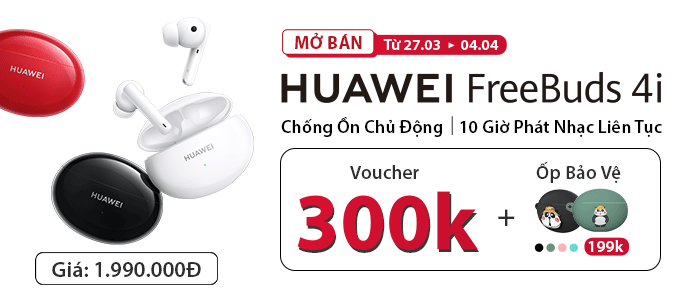 MỞ BÁN Từ 27.03 ▸ 04.04
HUAWEI FreeBuds 4i
Chống Ồn Chủ Động | 10 Giờ Phát Nhạc Liên Tục
Voucher
300k
+
Ốp Bảo Vệ
199k
HUAWEI
HUAWEI
HUAWEI
Giá: 1.990.000Đ